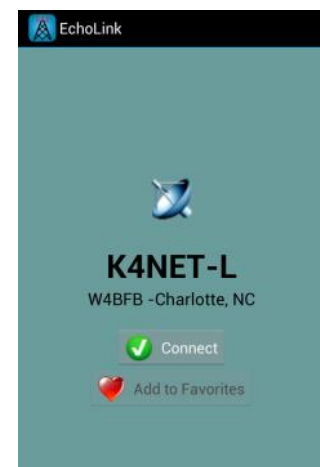 EchoLink
K4NET-L
W4BFB -Charlotte, NC
Connect
Add to Favorites